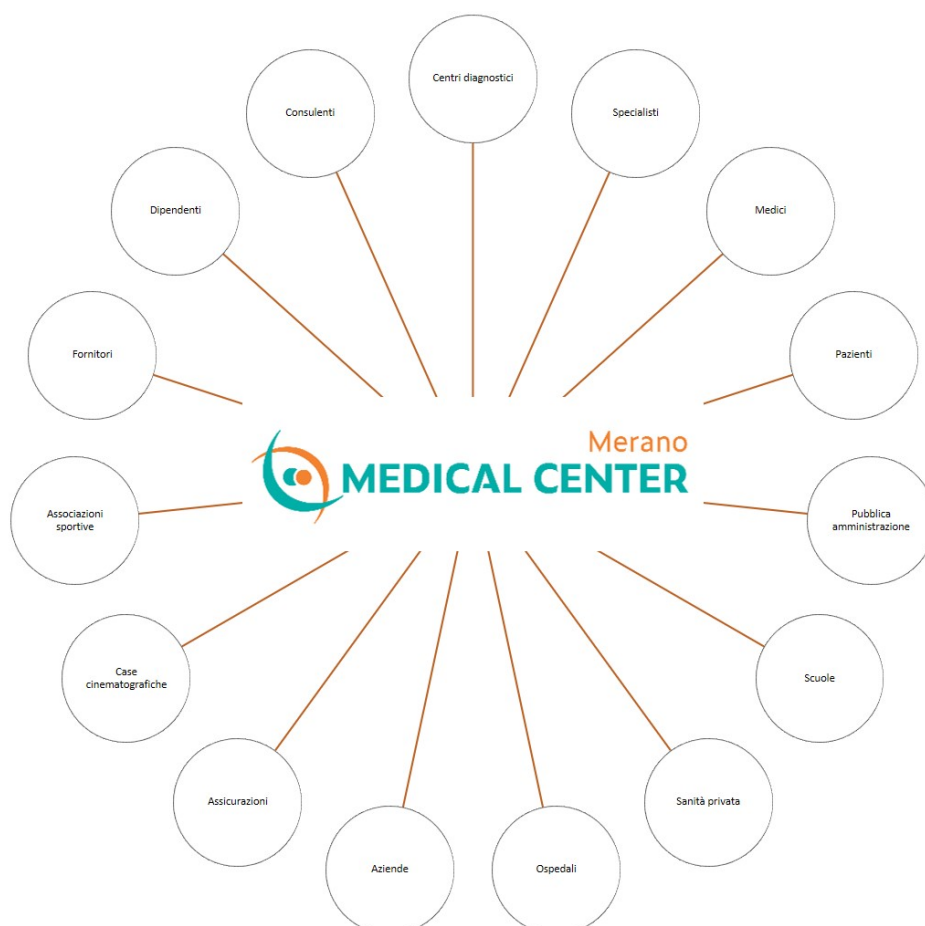 Centri diagnostici
Consulenti
Specialisti
Dipendenti
Medici
Fornitori
Pazienti
Merano
MEDICAL CENTER
Associazioni
sportive
Pubblica
amministrazione
Case
cinematografiche
Scuole
Assicurazioni
Sanità privata
Aziende
Ospedali